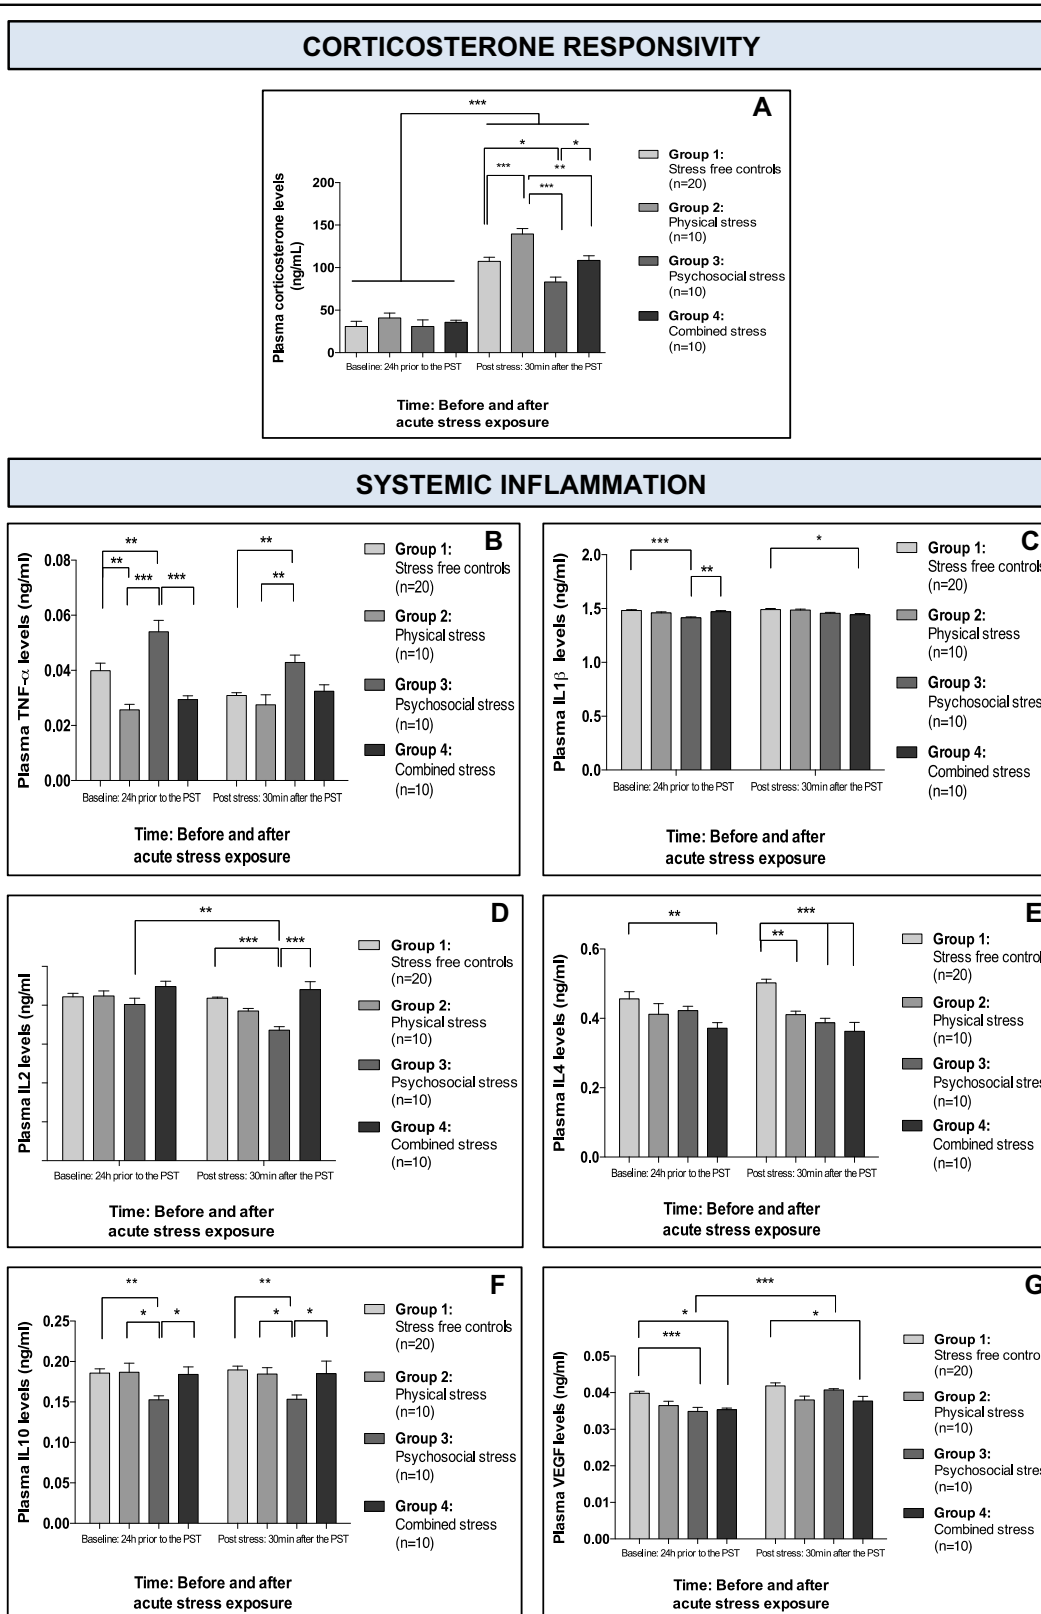 CORTICOSTERONE RESPONSIVITY
A
***
* *
*** **
***
Plasma corticosterone levels
(ng/mL)
200
150
100
50
0
Baseline: 24h prior to the PST Post stress: 30min after the PST
Time: Before and after
acute stress exposure
Group 1:
Stress free controls
(n=20)
Group 2:
Physical stress
(n=10)
Group 3:
Psychosocial stress
(n=10)
Group 4:
Combined stress
(n=10)
SYSTEMIC INFLAMMATION
B
** **
** *** *** **
Plasma TNF-α levels (ng/ml)
0.08
0.06
0.04
0.02
0.00
Baseline: 24h prior to the PST Post stress: 30min after the PST
Time: Before and after
acute stress exposure
Group 1:
Stress free controls
(n=20)
Group 2:
Physical stress
(n=10)
Group 3:
Psychosocial stress
(n=10)
Group 4:
Combined stress
(n=10)
C
*** *
**
Plasma IL1β levels (ng/ml)
2.0
1.5
1.0
0.5
0.0
Baseline: 24h prior to the PST Post stress: 30min after the PST
Time: Before and after
acute stress exposure
Group 1:
Stress free controls
(n=20)
Group 2:
Physical stress
(n=10)
Group 3:
Psychosocial stress
(n=10)
Group 4:
Combined stress
(n=10)
D
**
*** ***
Plasma IL2 levels (ng/ml)
Baseline: 24h prior to the PST Post stress: 30min after the PST
Time: Before and after
acute stress exposure
Group 1:
Stress free controls
(n=20)
Group 2:
Physical stress
(n=10)
Group 3:
Psychosocial stress
(n=10)
Group 4:
Combined stress
(n=10)
E
** ***
**
Plasma IL4 levels (ng/ml)
0.6
0.4
0.2
0.0
Baseline: 24h prior to the PST Post stress: 30min after the PST
Time: Before and after
acute stress exposure
Group 1:
Stress free control
(n=20)
Group 2:
Physical stress
(n=10)
Group 3:
Psychosocial stres
(n=10)
Group 4:
Combined stress
(n=10)
F
** **
* * * *
Plasma IL10 levels (ng/ml)
0.25
0.20
0.15
0.10
0.05
0.00
Baseline: 24h prior to the PST Post stress: 30min after the PST
Time: Before and after
acute stress exposure
Group 1:
Stress free controls
(n=20)
Group 2:
Physical stress
(n=10)
Group 3:
Psychosocial stress
(n=10)
Group 4:
Combined stress
(n=10)
G
***
* *
***
Plasma VEGF levels (ng/ml)
0.05
0.04
0.03
0.02
0.01
0.00
Baseline: 24h prior to the PST Post stress: 30min after the PST
Time: Before and after
acute stress exposure
Group 1:
Stress free control
(n=20)
Group 2:
Physical stress
(n=10)
Group 3:
Psychosocial stres
(n=10)
Group 4:
Combined stress
(n=10)